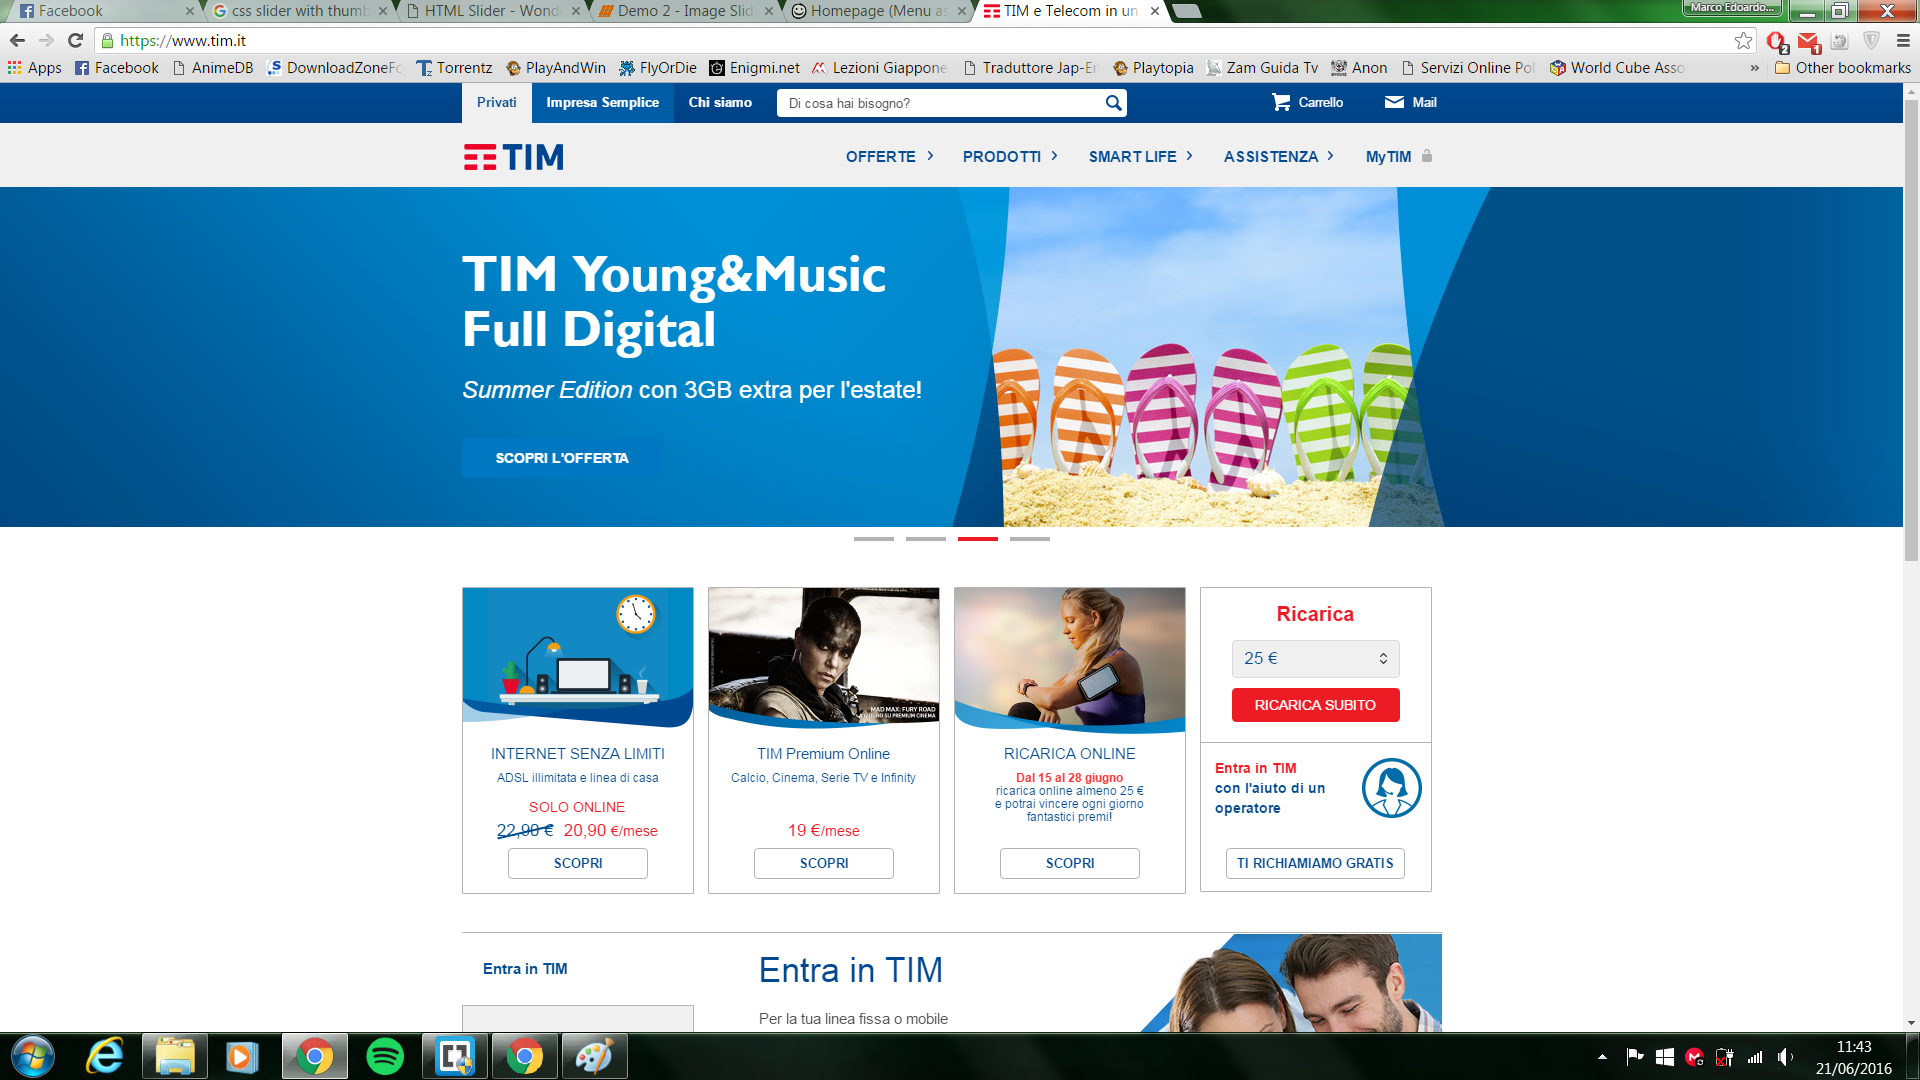 Facebook
css slider with thumb
HTML Slider - Wond
Demo 2 - Image Slid
Homepage (Menu as
TIM e Telecom in un
Marco Edoardo...
https://www.tim.it
2
1
Apps
Facebook
AnimeDB
DownloadZoneFo
Torrentz
PlayAndWin
FlyOrDie
Enigmi.net
Lezioni Giappone
Traduttore Jap-En
Playtopia
Zam Guida Tv
Anon
Servizi Online Pol
World Cube Asso
»
Other bookmarks
Privati
Impresa Semplice
Chi siamo
Di cosa hai bisogno?
Carrello
Mail
TIM
OFFERTE
PRODOTTI
SMART LIFE
ASSISTENZA
MyTIM
TIM Young&Music
Full Digital
Summer Edition con 3GB extra per l'estate!
SCOPRI L'OFFERTA
MAD MAX: FURY ROAD
INTERNET SENZA LIMITI
ADSL illimitata e linea di casa
SOLO ONLINE
22,90 € 20,90 €/mese
SCOPRI
TIM Premium Online
Calcio, Cinema, Serie TV e Infinity
19 €/mese
SCOPRI
RICARICA ONLINE
Dal 15 al 28 giugno
ricarica online almeno 25 €
e potrai vincere ogni giorno
fantastici premi!
SCOPRI
Ricarica
25 €
RICARICA SUBITO
Entra in TIM
con l'aiuto di un
operatore
TI RICHIAMIAMO GRATIS
Entra in TIM
Entra in TIM
Per la tua linea fissa o mobile
11:43
21/06/2016